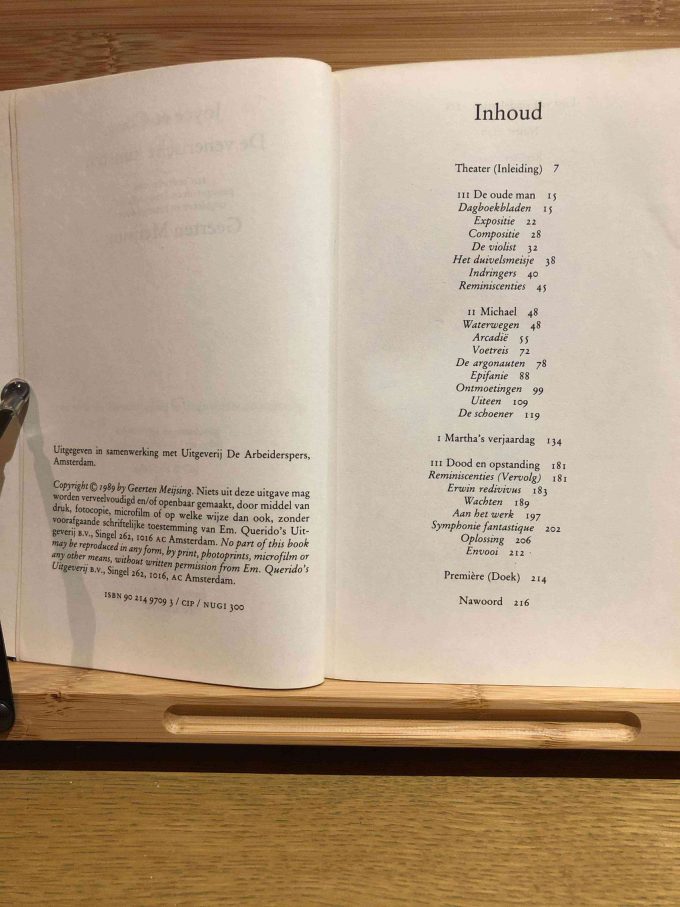 Uitgegeven in samenwerking met Uitgeverij De Arbeiderspers,
Amsterdam.
Copyright © 1989 by Geerten Meijsing. Niets uit deze uitgave mag
worden verveelvoudigd en/of openbaar gemaakt, door middel van
druk, fotocopie, microfilm of op welke wijze dan ook, zonder
voorafgaande schriftelijke toestemming van Em. Querido's Uit-
geverij B.V., Singel 262, 1016 AC Amsterdam. No part of this book
may be reproduced in any form, by print, photoprints, microfilm or
any other means, without written permission from Em. Querido's
Uitgeverij B.V., Singel 262, 1016, AC Amsterdam.
ISBN 90 214 9709 3 / CIP / NUGI 300
Inhoud
Theater (Inleiding) 7
III De oude man 15
Dagboekbladen 15
Expositie 22
Compositie 28
De violist 32
Het duivelsmeisje 38
Indringers 40
Reminiscenties 45
II Michael 48
Waterwegen 48
Arcadië 55
Voetreis 72
De argonauten 78
Epifanie 88
Ontmoetingen 99
Uiteen 109
De schoener 119
I Martha's verjaardag 134
III Dood en opstanding 181
Reminiscenties (Vervolg) 181
Erwin redivivus 183
Wachten 189
Aan het werk 197
Symphonie fantastique 202
Oplossing 206
Envooi 212
Première (Doek) 214
Nawoord 216